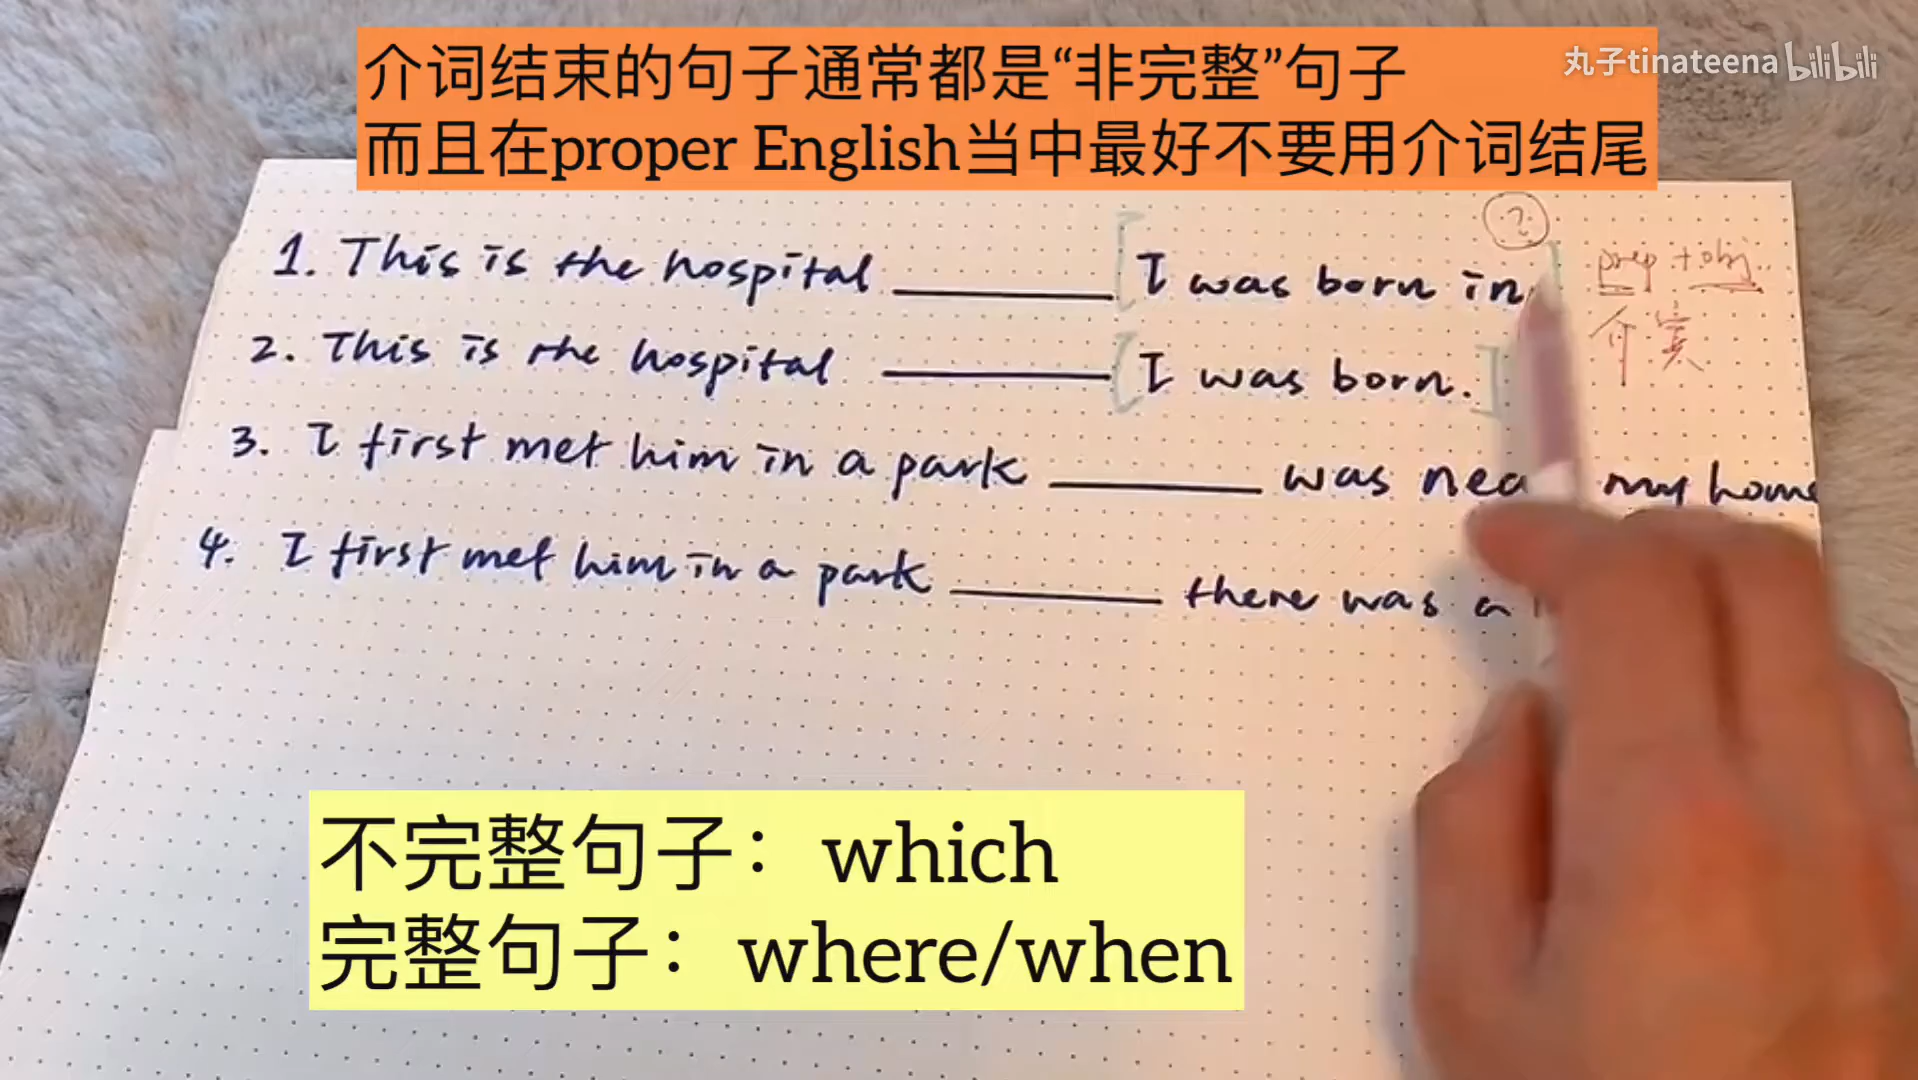 介词结束的句子通常都是“非完整”句子
而且在proper English当中最好不要用介词结尾
丸子tinateena bilibili
?
1. This is the hospital ______ [I was born in] prep + obj.
介 宾
2. This is the hospital ______ [I was born.]
3. I first met him in a park ______ was near my home
4. I first met him in a park ______ there was a
不完整句子：which
完整句子：where/when